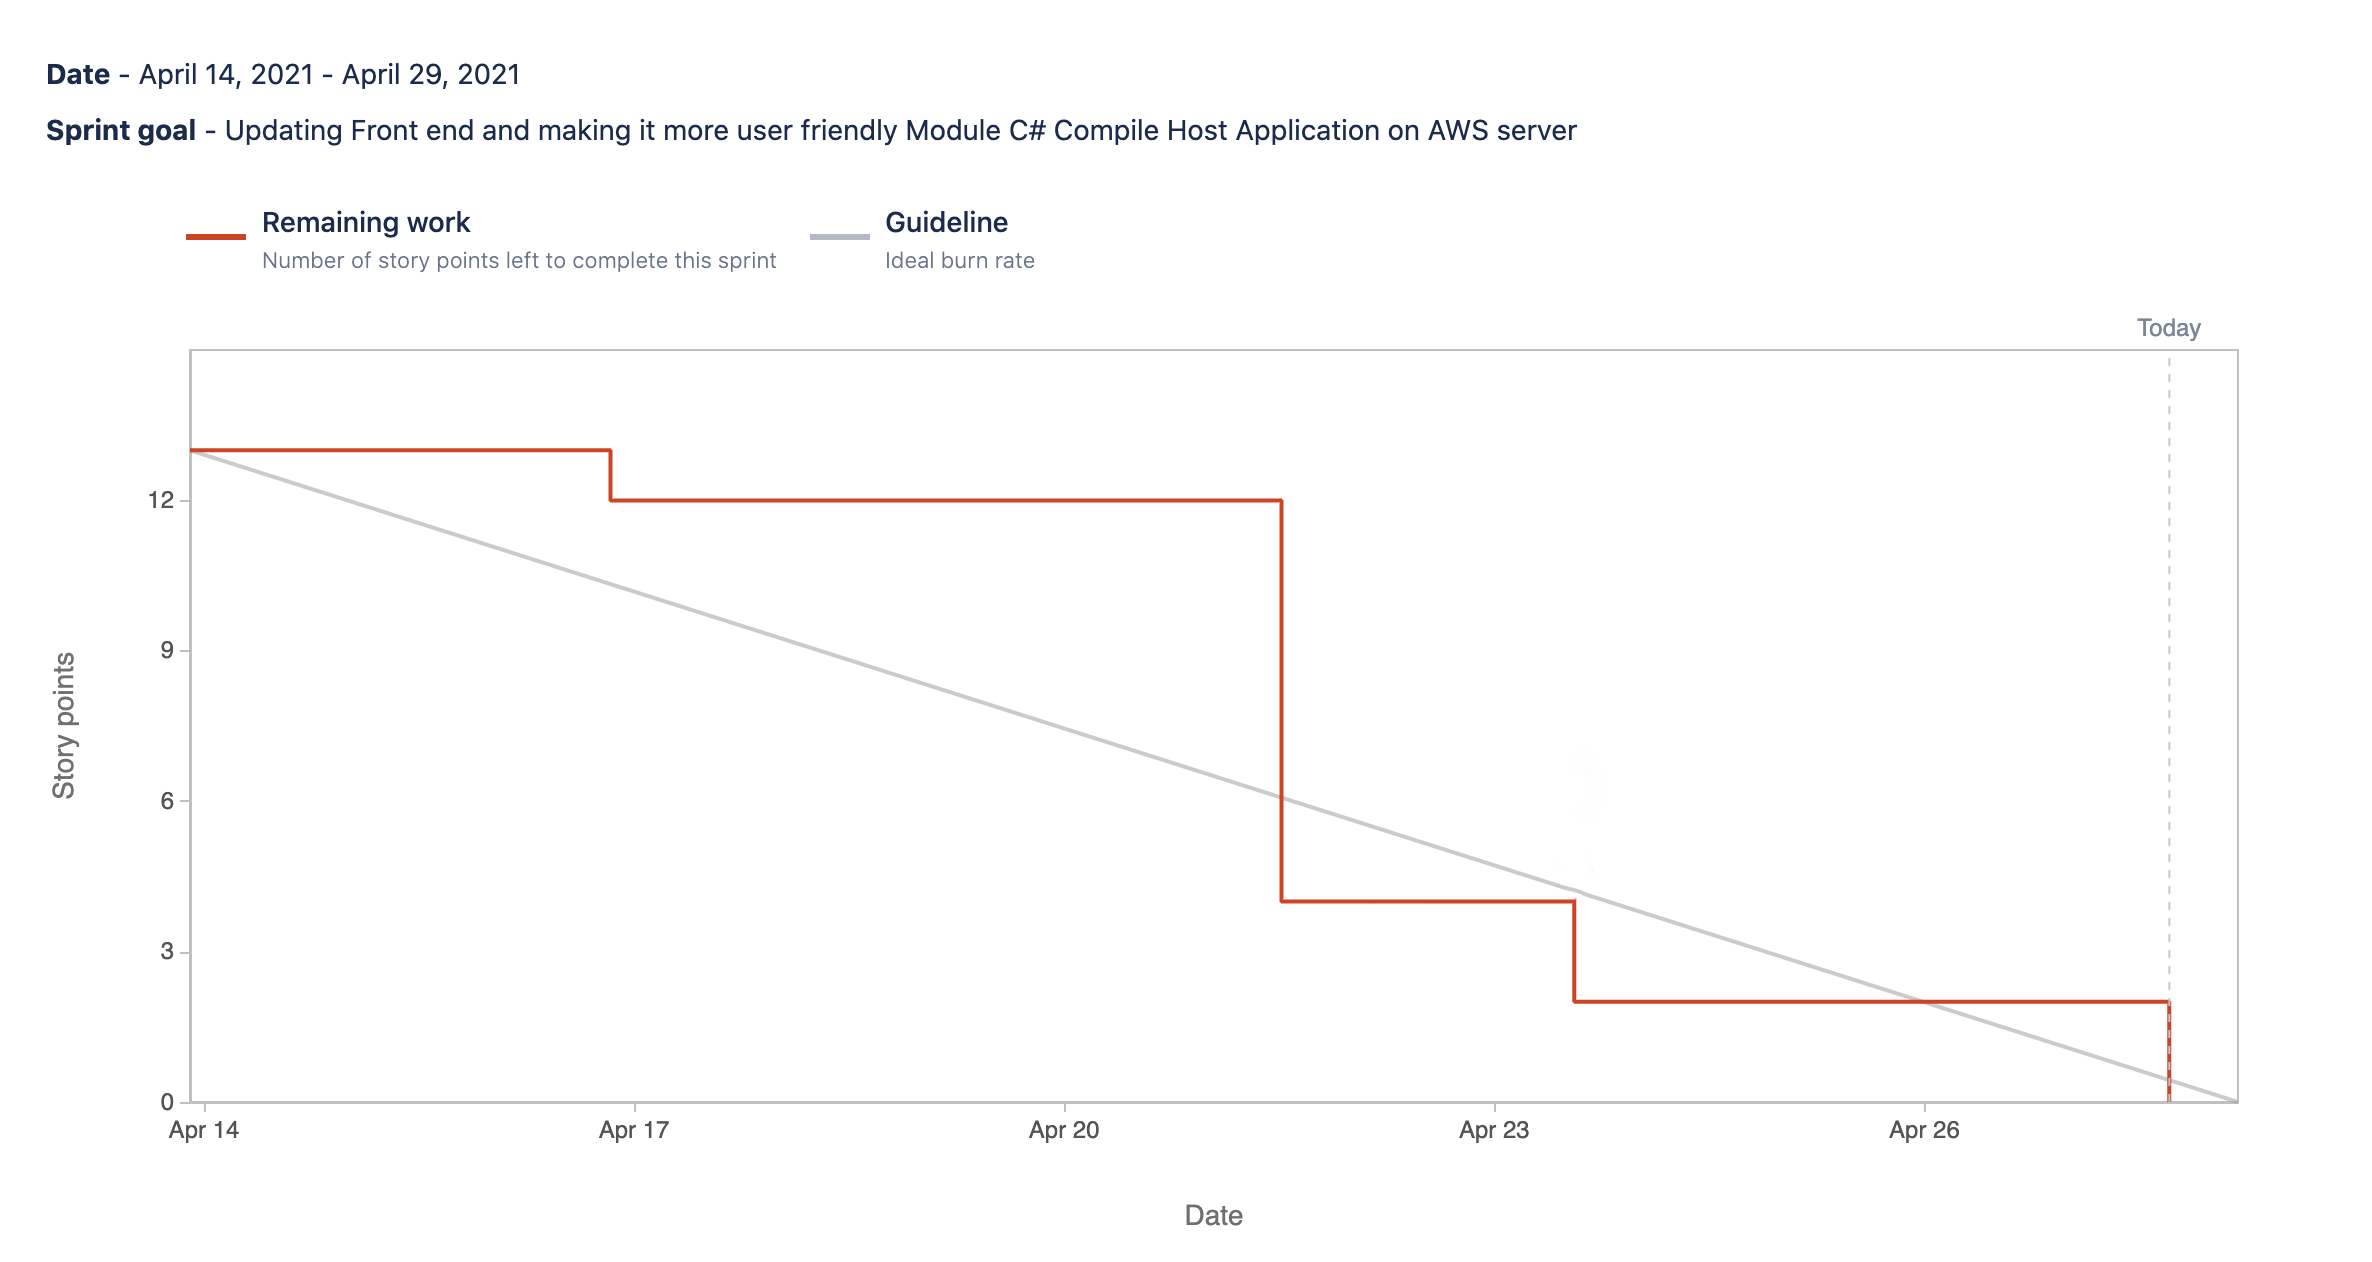 Date - April 14, 2021 - April 29, 2021
Sprint goal - Updating Front end and making it more user friendly Module C# Compile Host Application on AWS server
Remaining work
Number of story points left to complete this sprint
Guideline
Ideal burn rate
Today
12
9
6
3
0
Story points
Apr 14
Apr 17
Apr 20
Apr 23
Apr 26
Date